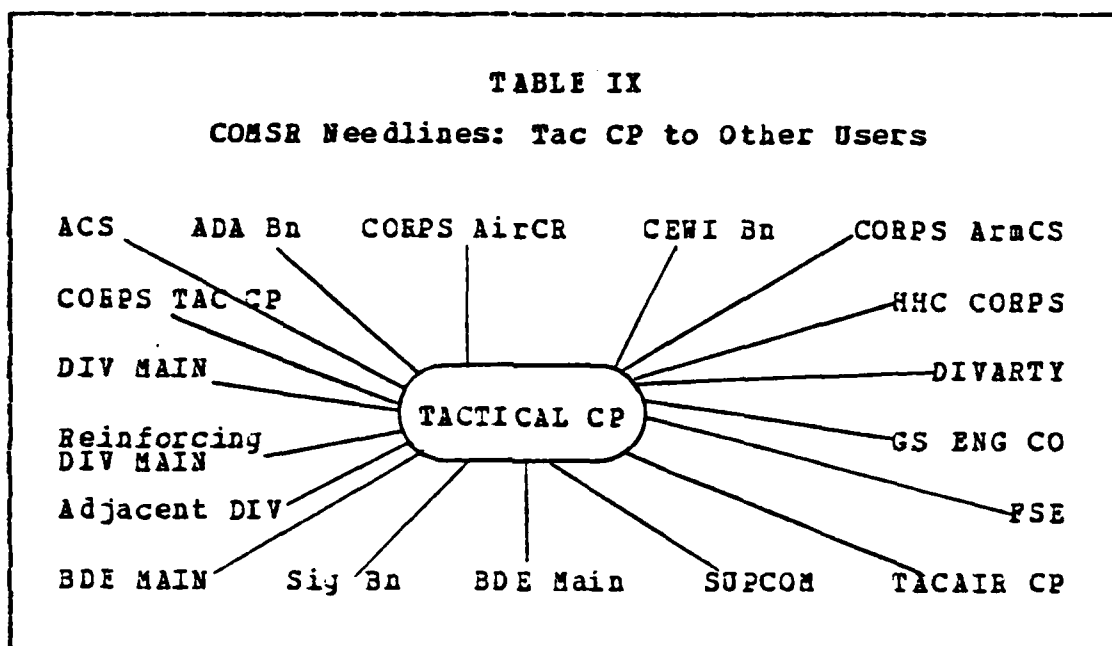 TABLE IX
COMSR Needlines: Tac CP to Other Users
ACS ADA Bn CORPS AirCR CEWI Bn CORPS ArmCS
CORPS TAC CP HHC CORPS
DIV MAIN DIVARTY
TACTICAL CP
Reinforcing
DIV MAIN GS ENG CO
Adjacent DIV FSE
BDE MAIN Sig Bn BDE Main SUPCOM TACAIR CP